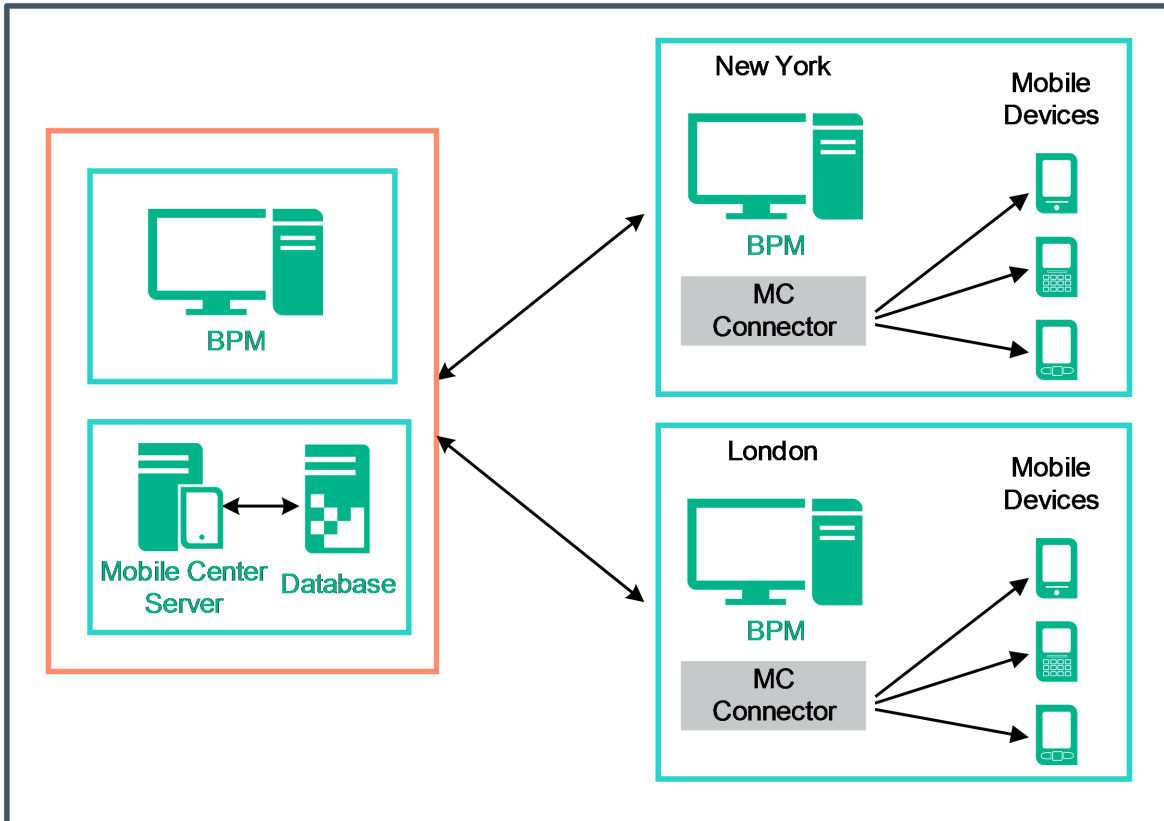 BPM
Mobile Center
Server
Database
New York
Mobile
Devices
BPM
MC
Connector
London
Mobile
Devices
BPM
MC
Connector